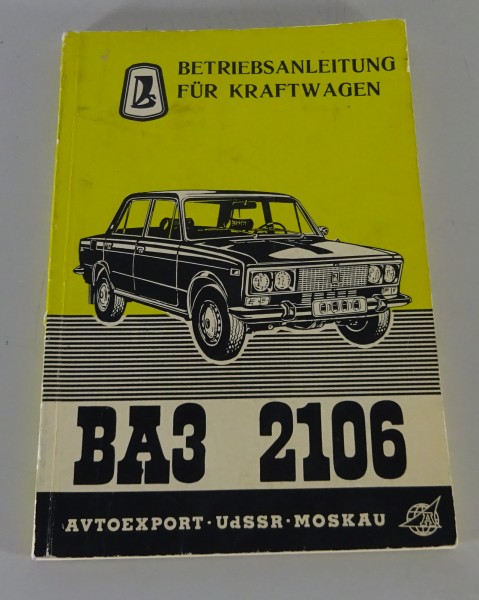 BETRIEBSANLEITUNG
FÜR KRAFTWAGEN
ВАЗ 2106
AVTOEXPORT · UdSSR · MOSKAU